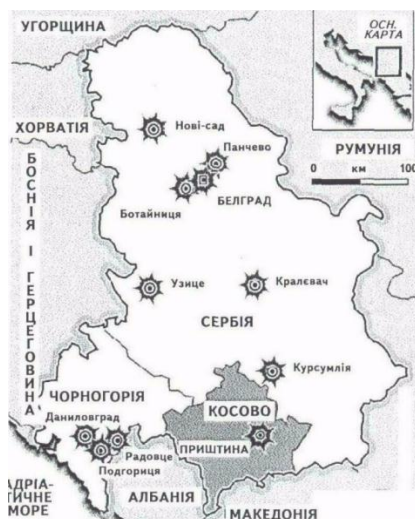 УГОРЩИНА
ОСН.
КАРТА
ХОРВАТІЯ
Нові-сад
Панчево
РУМУНІЯ
0 км 100
БЕЛГРАД
Ботайниця
БОСНІЯ І ГЕРЦЕГОВИНА
Узице
Кралєвач
СЕРБІЯ
Курсумлія
ЧОРНОГОРІЯ
КОСОВО
Даниловград
ПРИШТИНА
Радовце
Подгориця
АДРІА-
ТИЧНЕ
МОРЕ
АЛБАНІЯ
МАКЕДОНІЯ